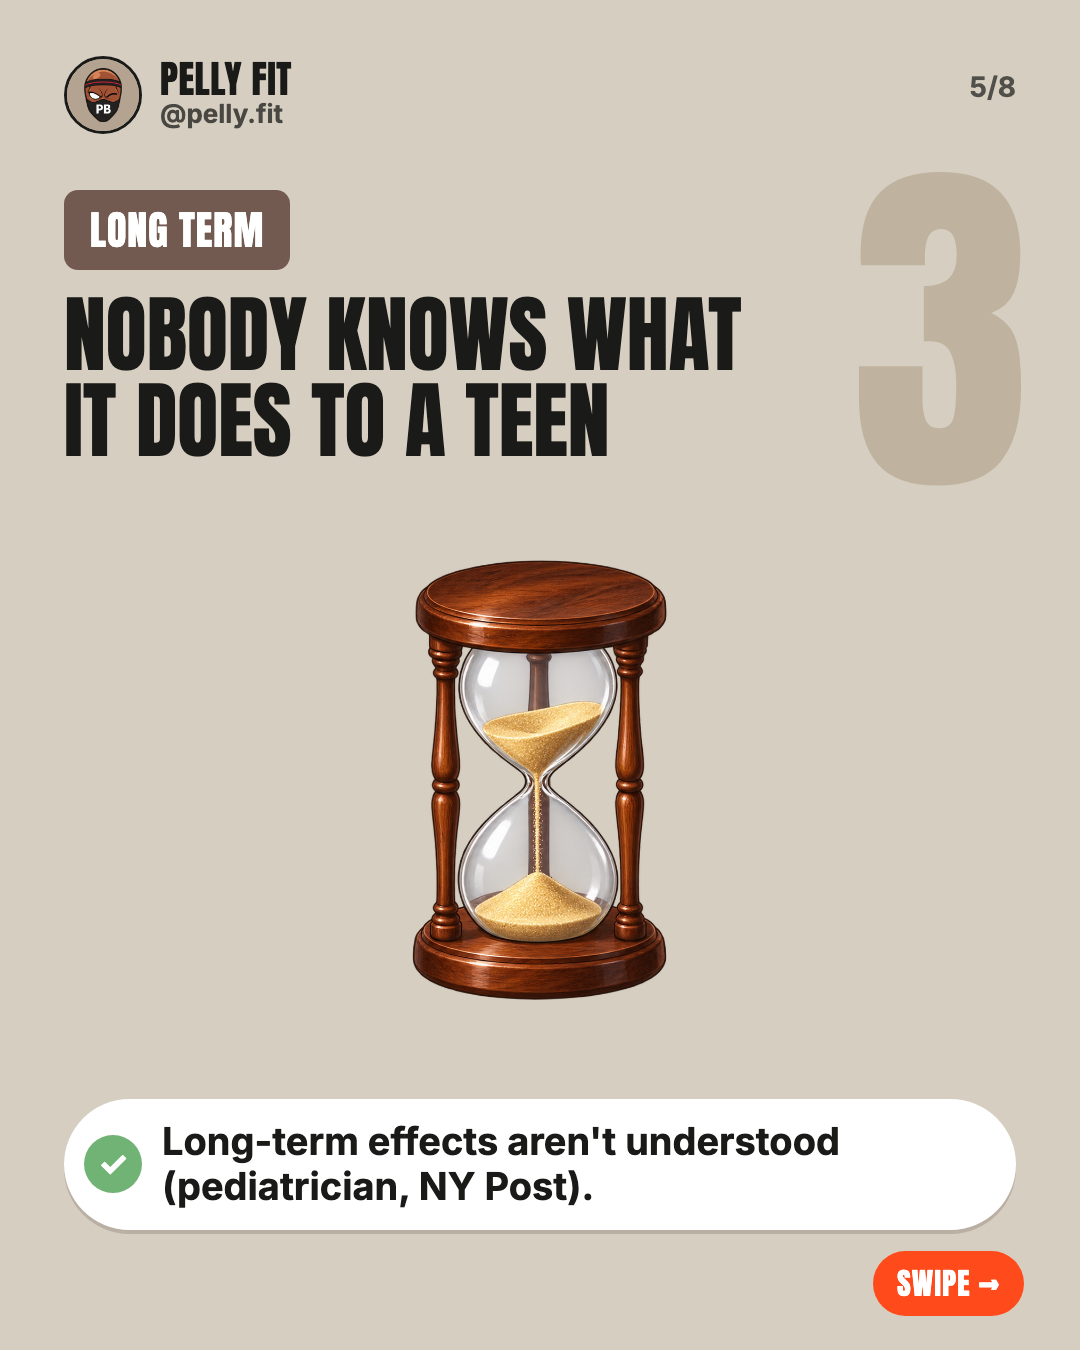 PELLY FIT
@pelly.fit
5/8
PB
LONG TERM
3
NOBODY KNOWS WHAT
IT DOES TO A TEEN
Long-term effects aren't understood
(pediatrician, NY Post).
SWIPE →